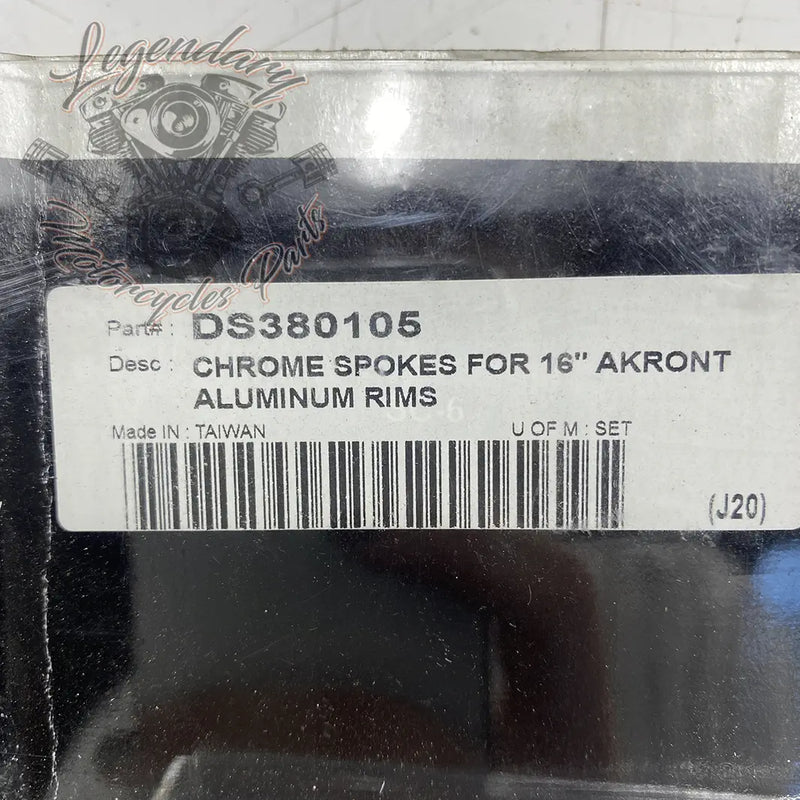 Legendary
Motorcycles Parts
Part# : DS380105
Desc : CHROME SPOKES FOR 16" AKRONT
ALUMINUM RIMS
Made IN : TAIWAN U OF M : SET
(J20)